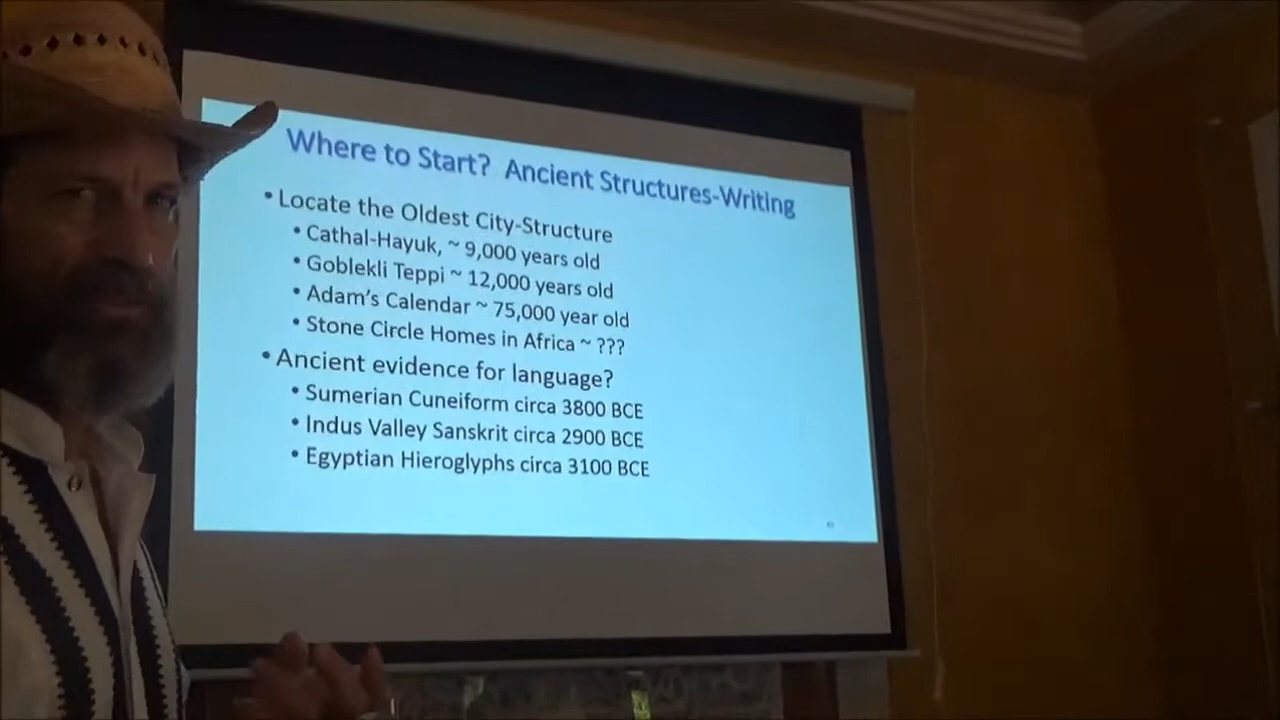 Where to Start? Ancient Structures-Writing
• Locate the Oldest City-Structure
• Cathal-Hayuk, ~ 9,000 years old
• Goblekli Teppi ~ 12,000 years old
• Adam's Calendar ~ 75,000 year old
• Stone Circle Homes in Africa ~ ???
• Ancient evidence for language?
• Sumerian Cuneiform circa 3800 BCE
• Indus Valley Sanskrit circa 2900 BCE
• Egyptian Hieroglyphs circa 3100 BCE